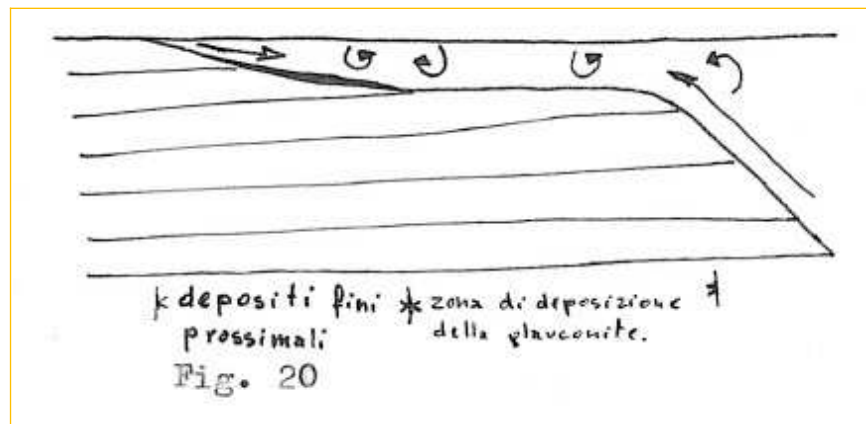 depositi fini
prossimali
zona di deposizione
della glauconite.
Fig. 20